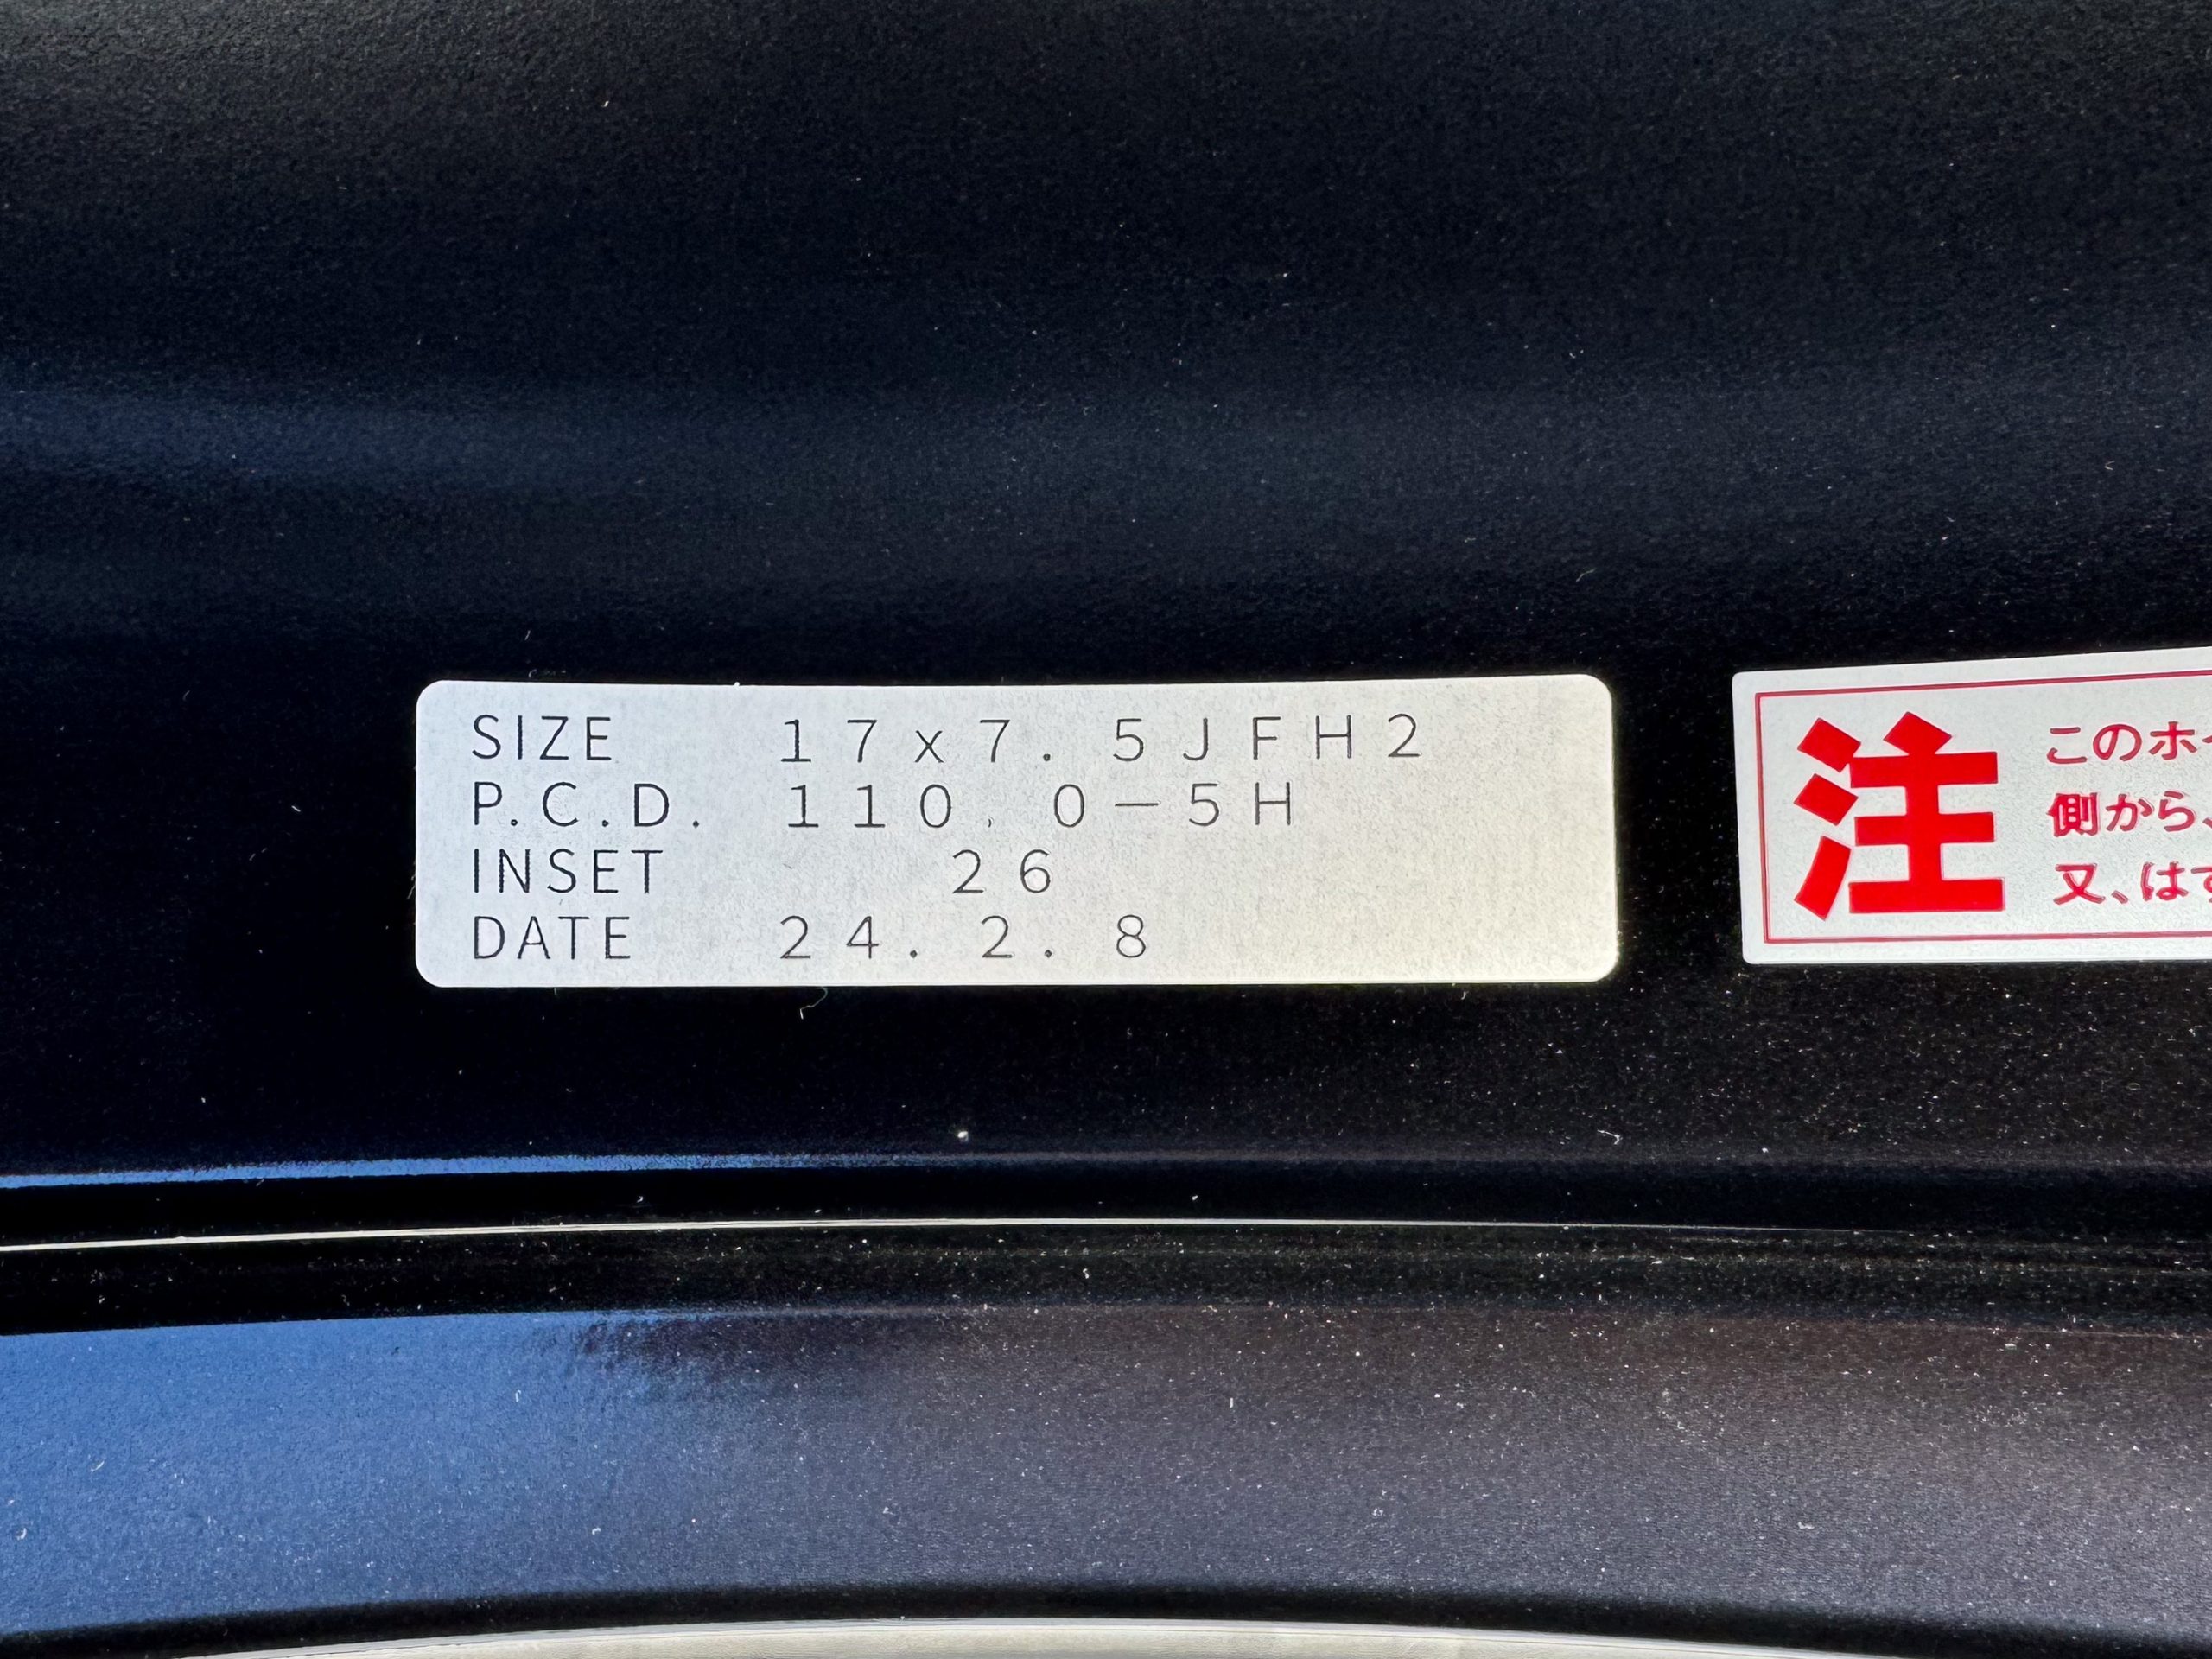 SIZE 17x7.5JFH2
P.C.D. 110.0-5H
INSET 26
DATE 24.2.8
注
このホ
側から、
又、は